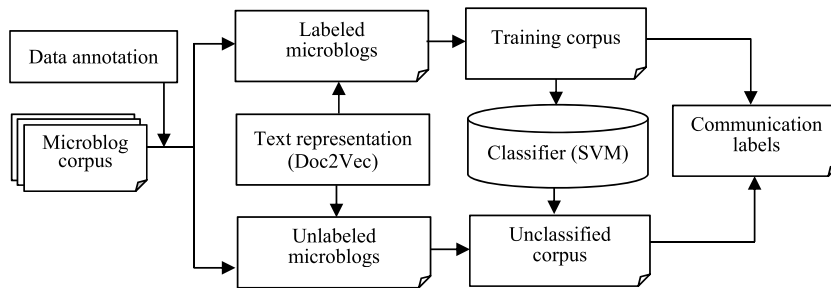 Data annotation
Microblog
corpus
Labeled
microblogs
Text representation
(Doc2Vec)
Unlabeled
microblogs
Training corpus
Classifier (SVM)
Unclassified
corpus
Communication
labels